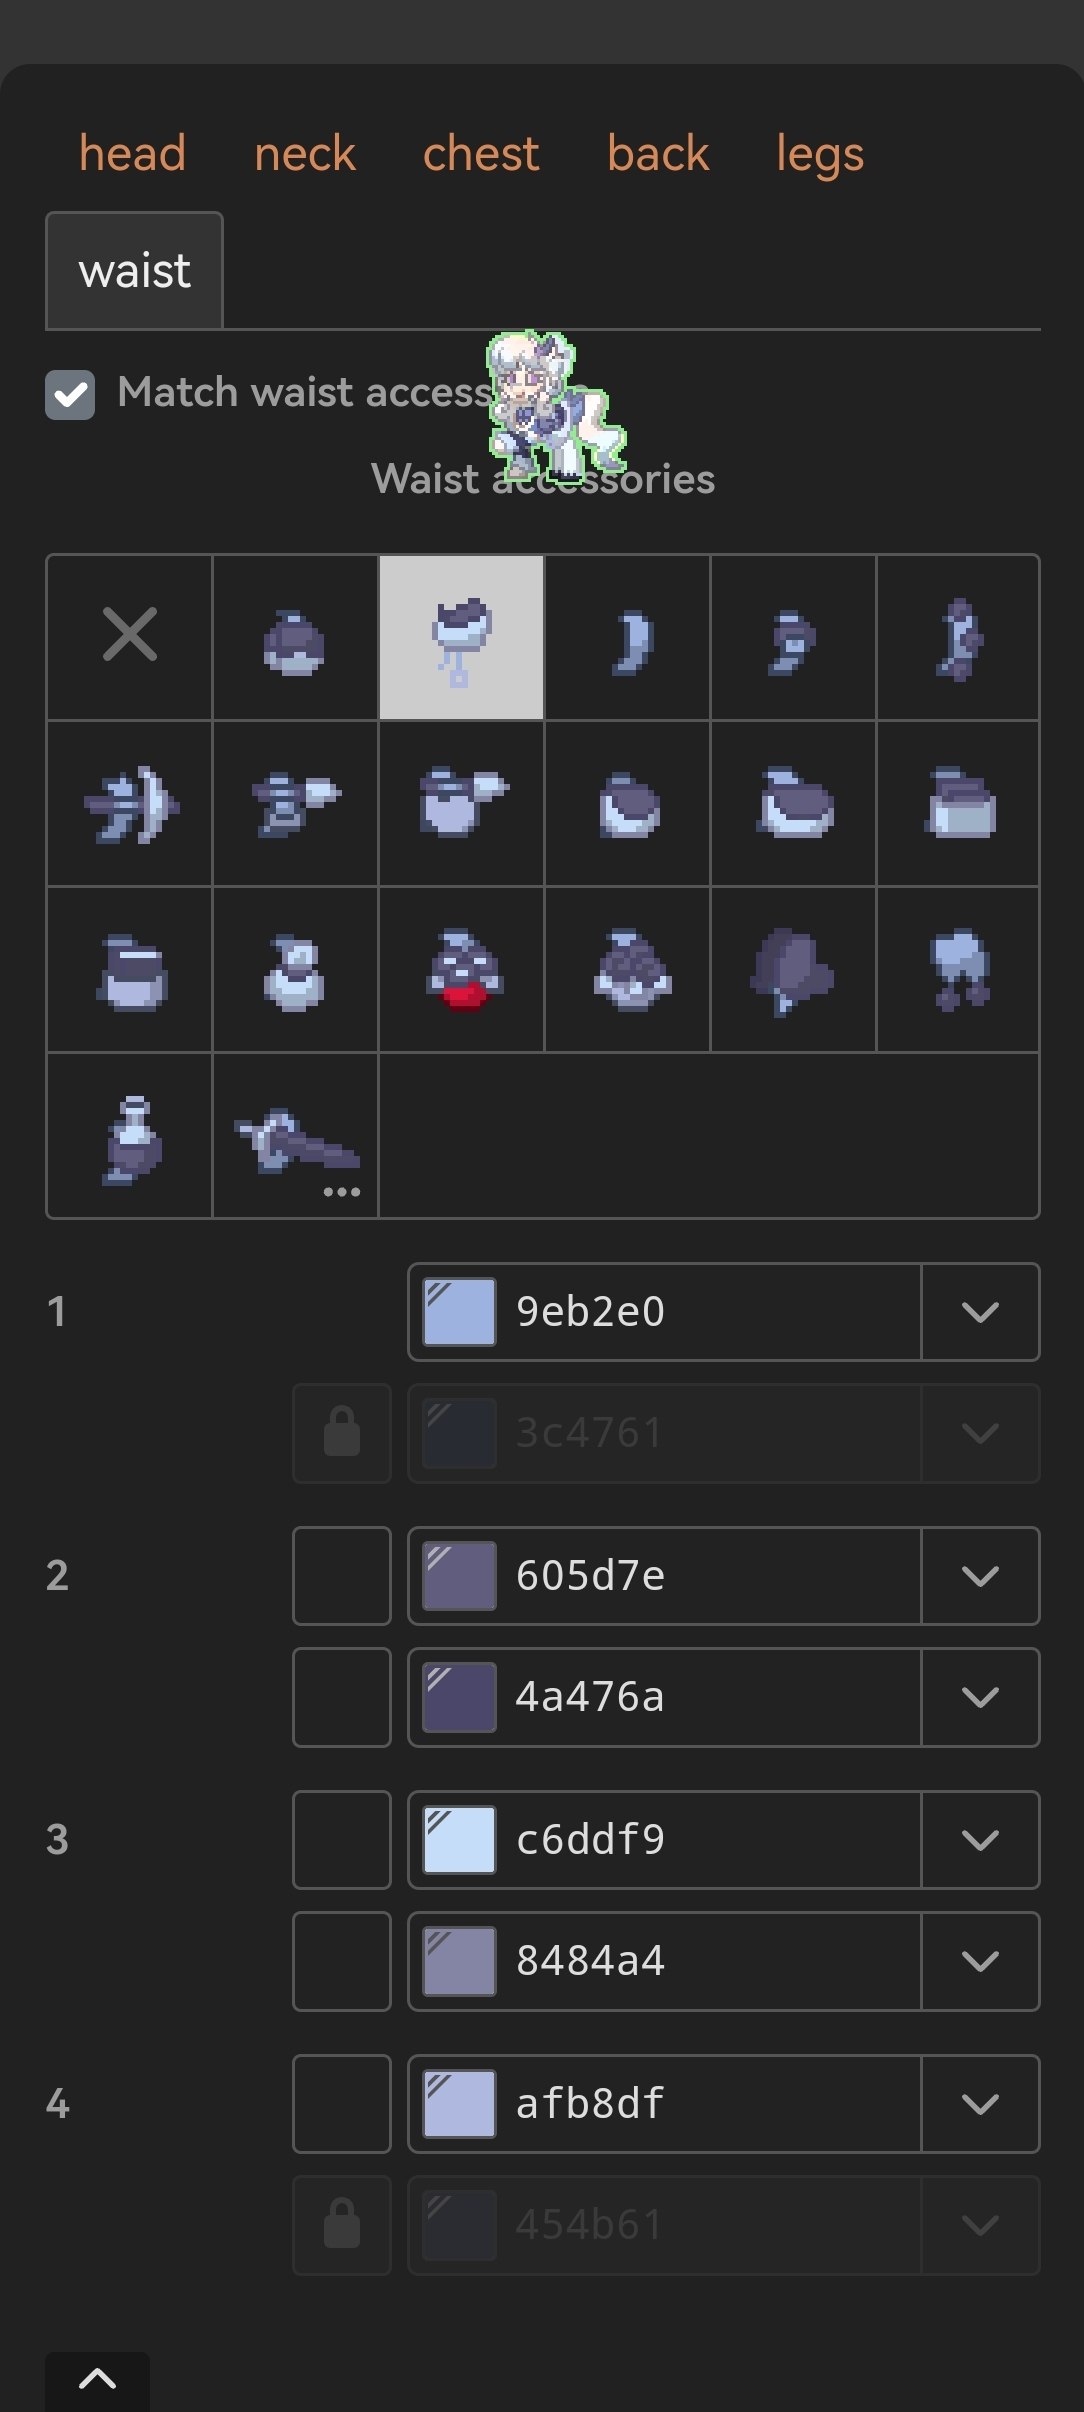 head neck chest back legs
waist
Match waist access
Waist accessories
1 9eb2e0
3c4761
2 605d7e
4a476a
3 c6ddf9
8484a4
4 afb8df
454b61